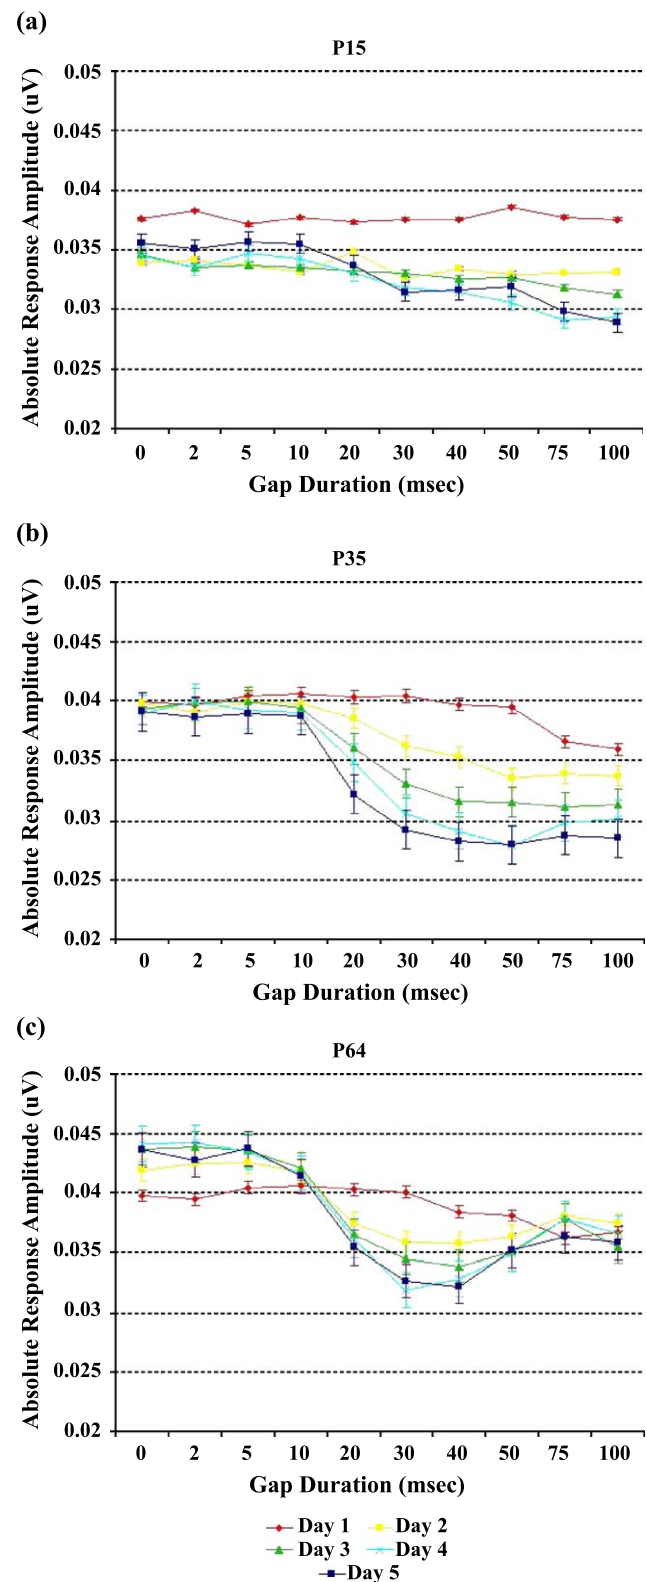 (a)
P15
Absolute Response Amplitude (uV)
0.05
0.045
0.04
0.035
0.03
0.025
0.02
0 2 5 10 20 30 40 50 75 100
Gap Duration (msec)
(b)
P35
Absolute Response Amplitude (uV)
0.05
0.045
0.04
0.035
0.03
0.025
0.02
0 2 5 10 20 30 40 50 75 100
Gap Duration (msec)
(c)
P64
Absolute Response Amplitude (uV)
0.05
0.045
0.04
0.035
0.03
0.025
0.02
0 2 5 10 20 30 40 50 75 100
Gap Duration (msec)
Day 1 Day 2
Day 3 Day 4
Day 5